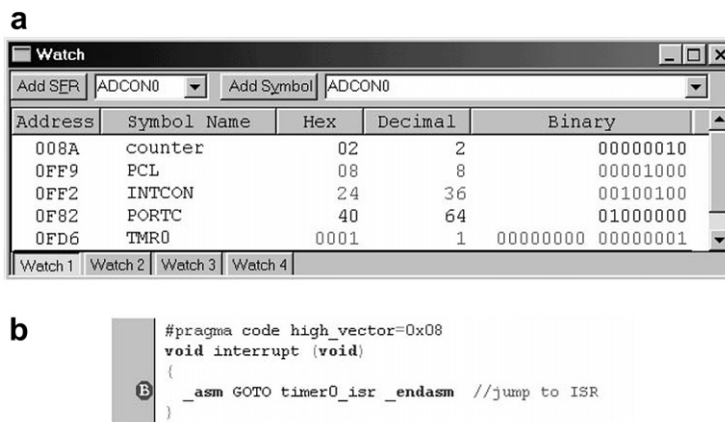 a
Watch
Add SFR ADCON0 Add Symbol ADCON0
Address Symbol Name Hex Decimal Binary
008A counter 02 2 00000010
0FF9 PCL 08 8 00001000
0FF2 INTCON 24 36 00100100
0F82 PORTC 40 64 01000000
0FD6 TMR0 0001 1 00000000 00000001
Watch 1 Watch 2 Watch 3 Watch 4
b
#pragma code high_vector=0x08
void interrupt (void)
{
B _asm GOTO timer0_isr _endasm //jump to ISR
}